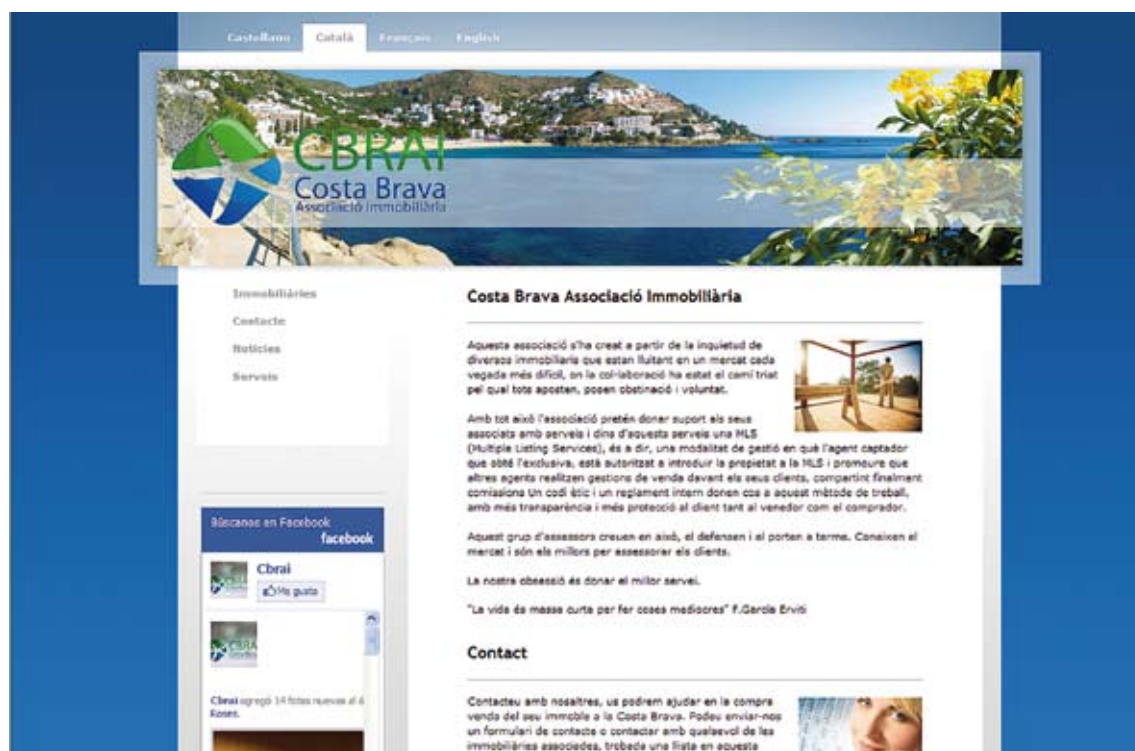 Castellano Català Français English
CBRAI
Costa Brava
Associació Immobiliària
Immobiliàries
Contacte
Notícies
Serveis
Costa Brava Associació Immobiliària
Aquesta associació s'ha creat a partir de la inquietud de
diversos immobiliaris que estan lluitant en un mercat cada
vegada més difícil, on la col·laboració ha estat el camí triat
pel qual tots aposten, posen obstinació i voluntat.
Amb tot això l'associació pretén donar suport als seus
associats amb serveis i dins d'aquests serveis una MLS
(Multiple Listing Services), és a dir, una modalitat de gestió en què l'agent captador
que obté l'exclusiva, està autoritzat a introduir la propietat a la MLS i promoure que
altres agents realitzen gestions de venda davant els seus clients, compartint finalment
comissions Un codi ètic i un reglament intern donen cos a aquest mètode de treball,
amb més transparència i més protecció al client tant al venedor com el comprador.
Aquest grup d'assessors creuen en això, el defensen i al porten a terme. Coneixen el
mercat i són els millors per assessorar els clients.
La nostra obsessió és donar el millor servei.
"La vida és massa curta per fer coses mediocres" F.García Erviti
Búscanos en Facebook
facebook
Cbrai
Me gusta
CBRAI
Cbrai agregó 14 fotos nuevas al
Roses.
Contact
Contacteu amb nosaltres, us podrem ajudar en la compra
venda del seu immoble a la Costa Brava. Podeu enviar-nos
un formulari de contacte o contactar amb qualsevol de les
immobiliàries associades, trobada una llista en aquesta